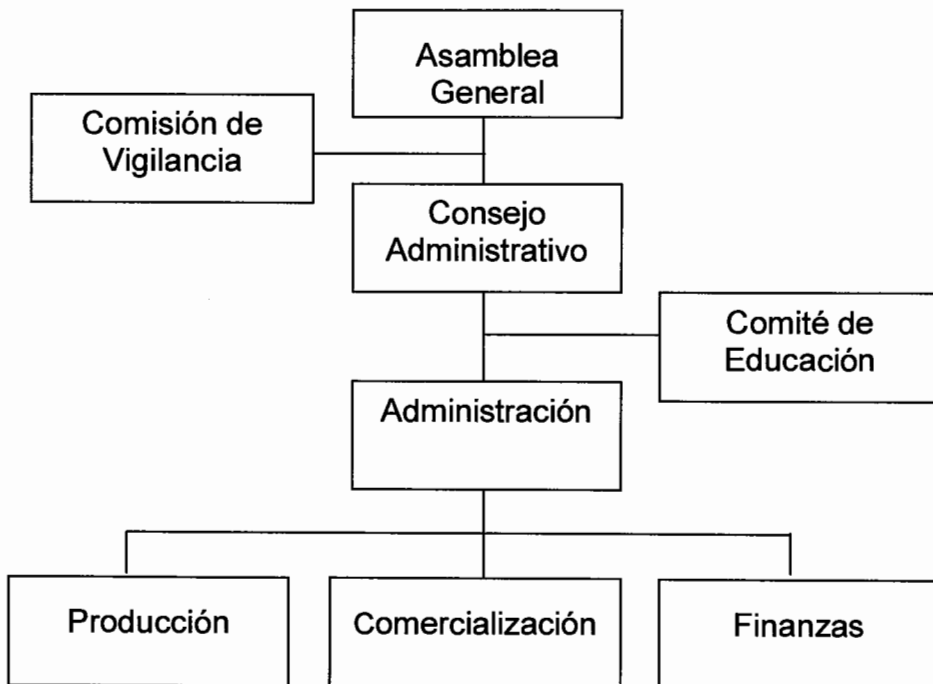 Asamblea
General
Comisión de
Vigilancia
Consejo
Administrativo
Comité de
Educación
Administración
Producción
Comercialización
Finanzas